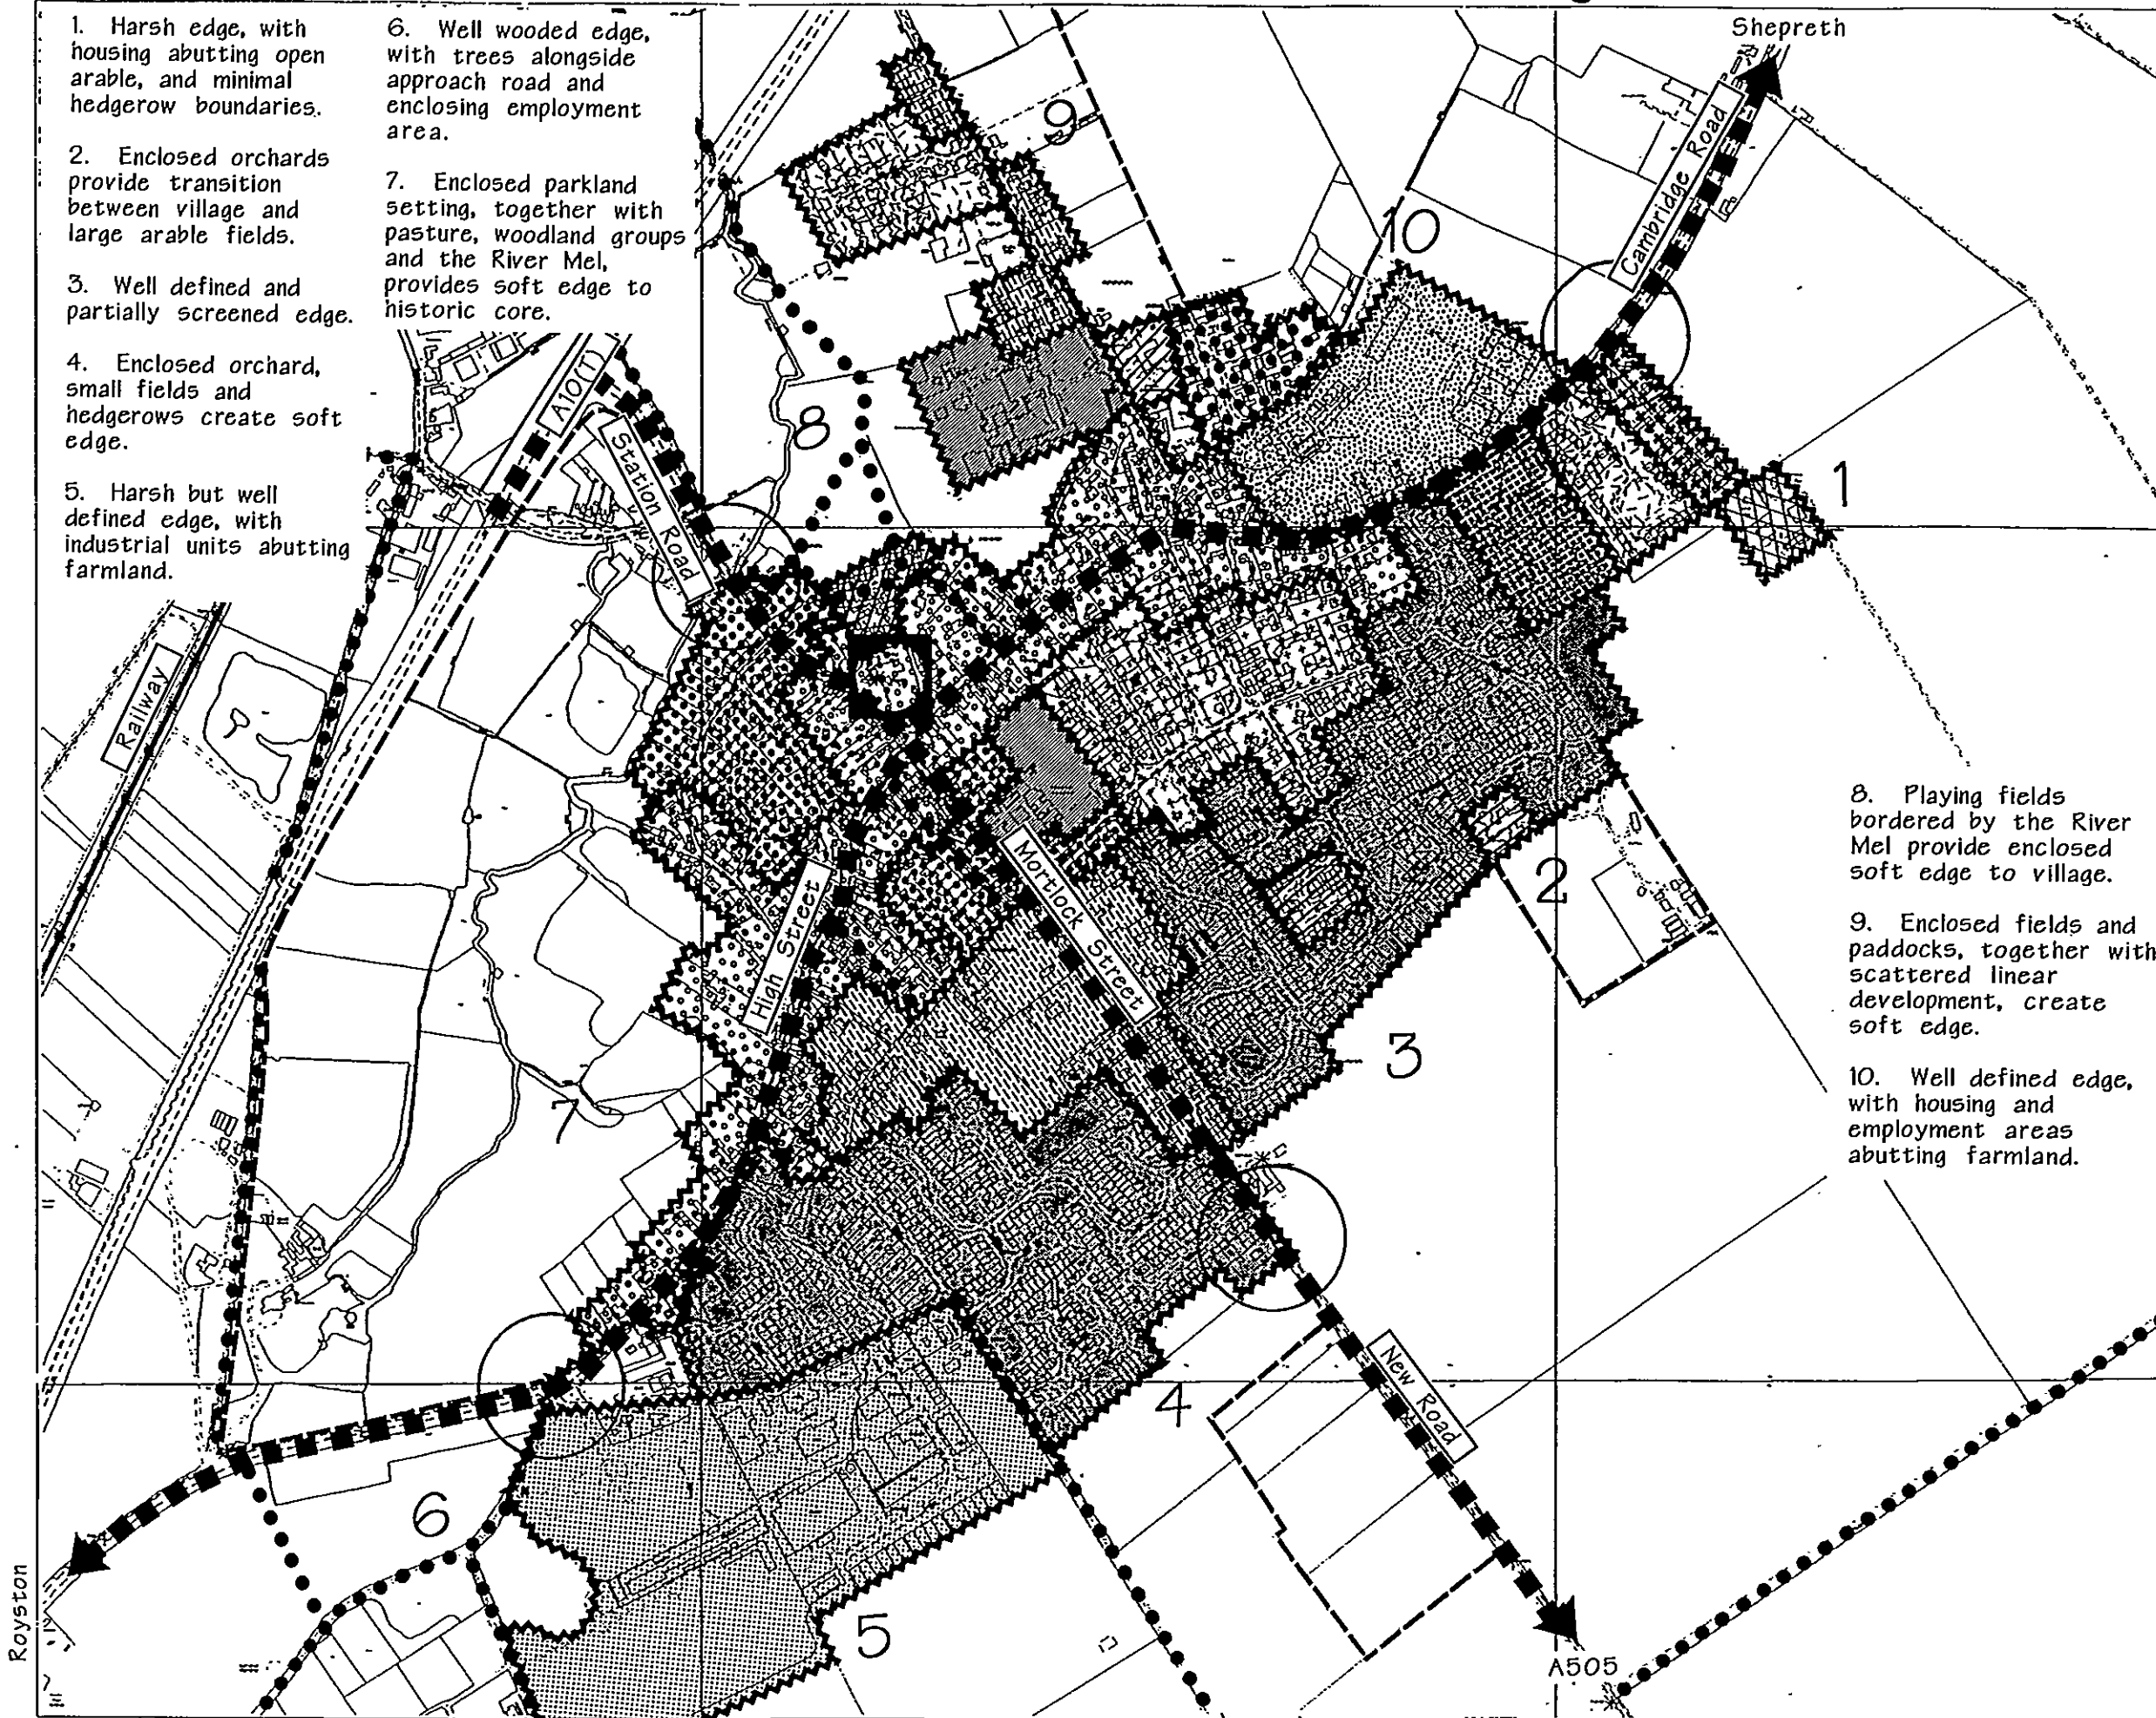 1. Harsh edge, with
housing abutting open
arable, and minimal
hedgerow boundaries.
2. Enclosed orchards
provide transition
between village and
large arable fields.
3. Well defined and
partially screened edge.
4. Enclosed orchard,
small fields and
hedgerows create soft
edge.
5. Harsh but well
defined edge, with
industrial units abutting
farmland.
6. Well wooded edge,
with trees alongside
approach road and
enclosing employment
area.
7. Enclosed parkland
setting, together with
pasture, woodland groups
and the River Mel,
provides soft edge to
historic core.
Shepreth
Cambridge Road
9
10
A10(T)
Station Road
8
1
Railway
High Street
Mortlock Street
2
8. Playing fields
bordered by the River
Mel provide enclosed
soft edge to village.
9. Enclosed fields and
paddocks, together with
scattered linear
development, create
soft edge.
10. Well defined edge,
with housing and
employment areas
abutting farmland.
3
7
4
New
Road
6
5
Royston
A505